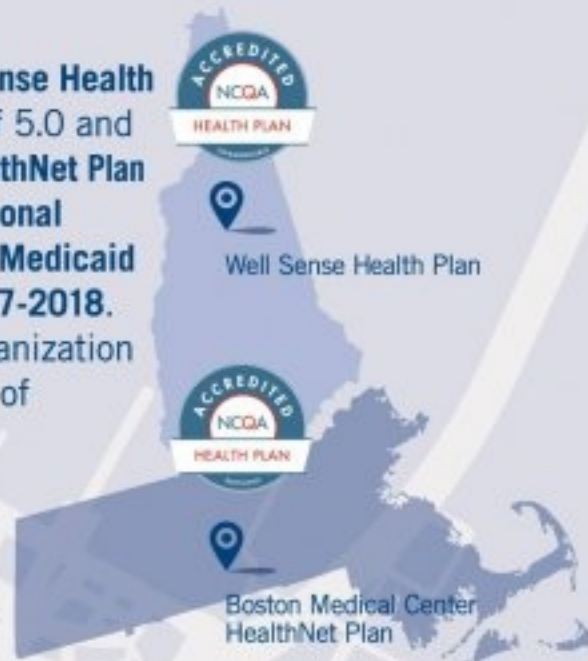 nse Health
f 5.0 and
thNet Plan
onal
Medicaid
7-2018.
anization
of
ACCREDITED
NCQA
HEALTH PLAN
Well Sense Health Plan
ACCREDITED
NCQA
HEALTH PLAN
Boston Medical Center
HealthNet Plan